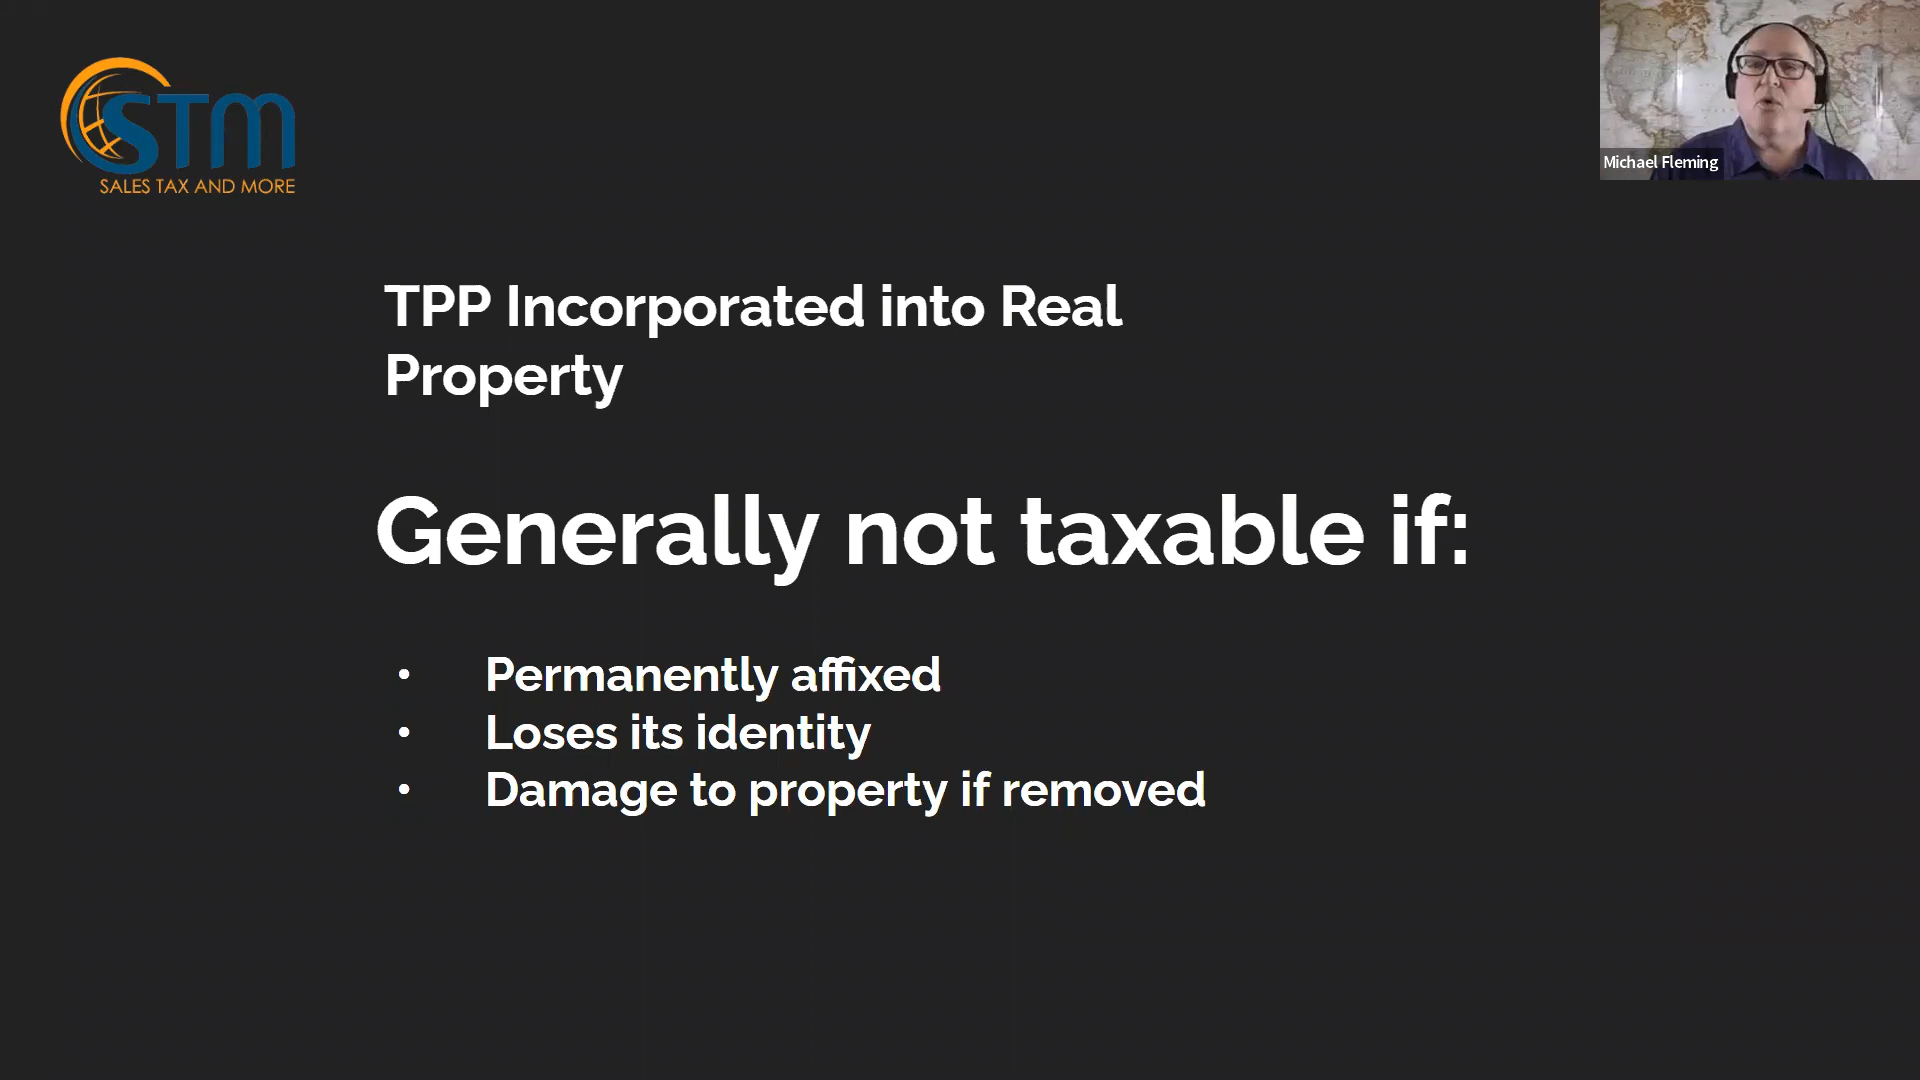 STM
SALES TAX AND MORE
Michael Fleming
TPP Incorporated into Real
Property
Generally not taxable if:
• Permanently affixed
• Loses its identity
• Damage to property if removed